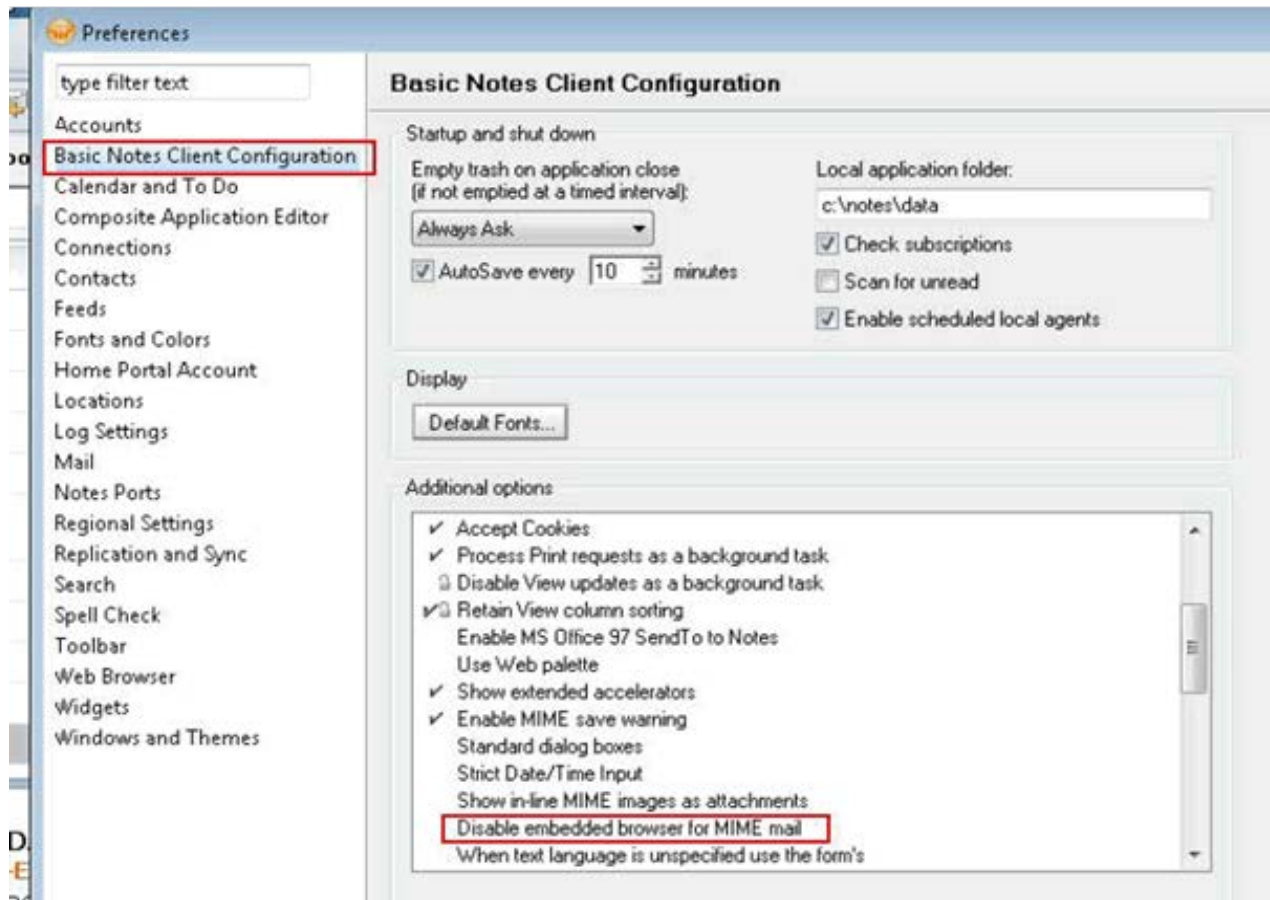 Preferences
type filter text
Accounts
Basic Notes Client Configuration
Calendar and To Do
Composite Application Editor
Connections
Contacts
Feeds
Fonts and Colors
Home Portal Account
Locations
Log Settings
Mail
Notes Ports
Regional Settings
Replication and Sync
Search
Spell Check
Toolbar
Web Browser
Widgets
Windows and Themes
Basic Notes Client Configuration
Startup and shut down
Empty trash on application close
(if not emptied at a timed interval):
Always Ask
AutoSave every 10 minutes
Local application folder:
c:\notes\data
Check subscriptions
Scan for unread
Enable scheduled local agents
Display
Default Fonts...
Additional options
Accept Cookies
Process Print requests as a background task
Disable View updates as a background task
Retain View column sorting
Enable MS Office 97 SendTo to Notes
Use Web palette
Show extended accelerators
Enable MIME save warning
Standard dialog boxes
Strict Date/Time Input
Show in-line MIME images as attachments
Disable embedded browser for MIME mail
When text language is unspecified use the form's